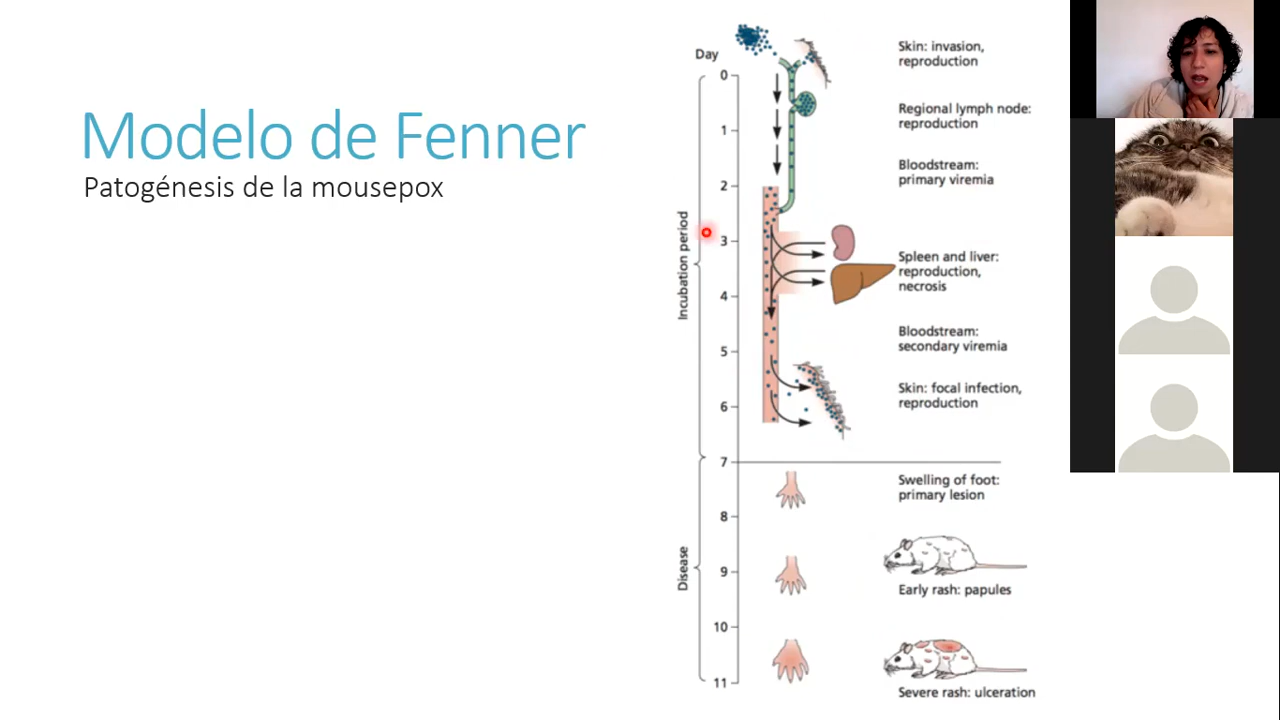 Modelo de Fenner
Patogénesis de la mousepox
Day
0
1
2
3
4
5
6
7
8
9
10
11
Incubation period
Disease
Skin: invasion,
reproduction
Regional lymph node:
reproduction
Bloodstream:
primary viremia
Spleen and liver:
reproduction,
necrosis
Bloodstream:
secondary viremia
Skin: focal infection,
reproduction
Swelling of foot:
primary lesion
Early rash: papules
Severe rash: ulceration